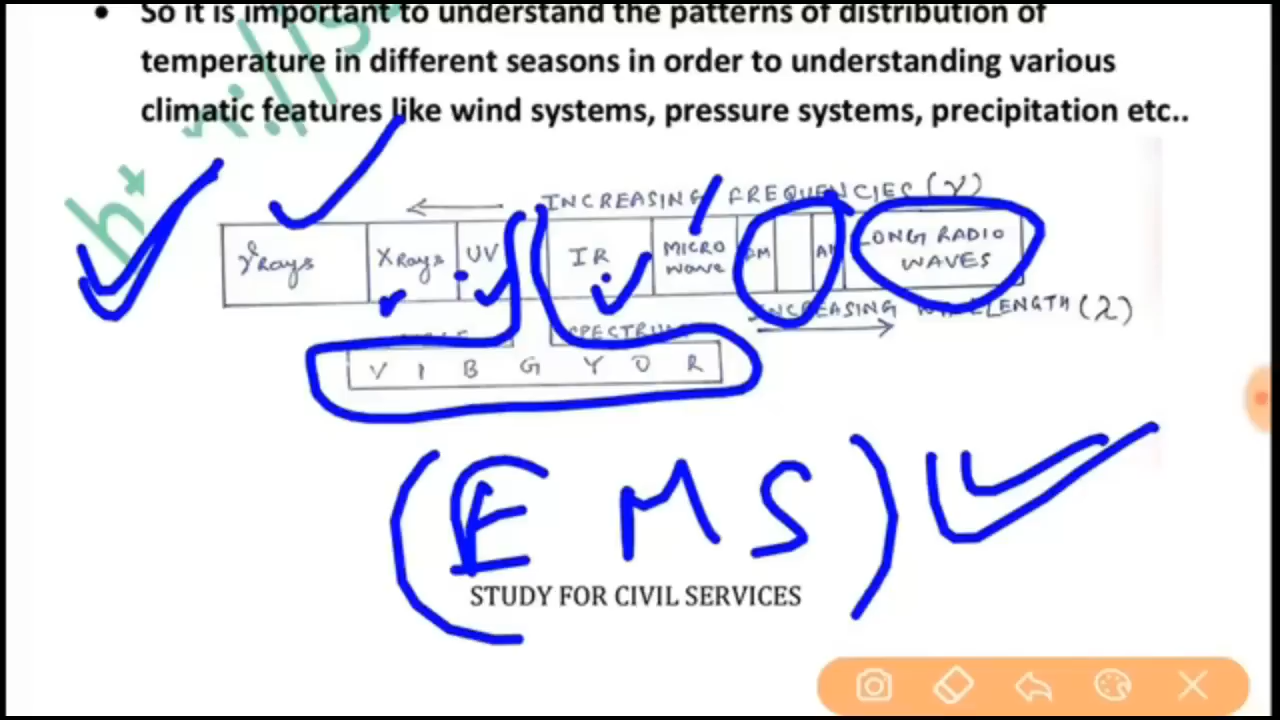 • So it is important to understand the patterns of distribution of
temperature in different seasons in order to understanding various
climatic features like wind systems, pressure systems, precipitation etc..
INCREASING FREQUENCIES (γ)
γ Rays X Rays UV IR MICRO WAVE LONG RADIO WAVES
SPECTRUM INCREASING WAVELENGTH (λ)
V I B G Y O R
(EMS)
STUDY FOR CIVIL SERVICES